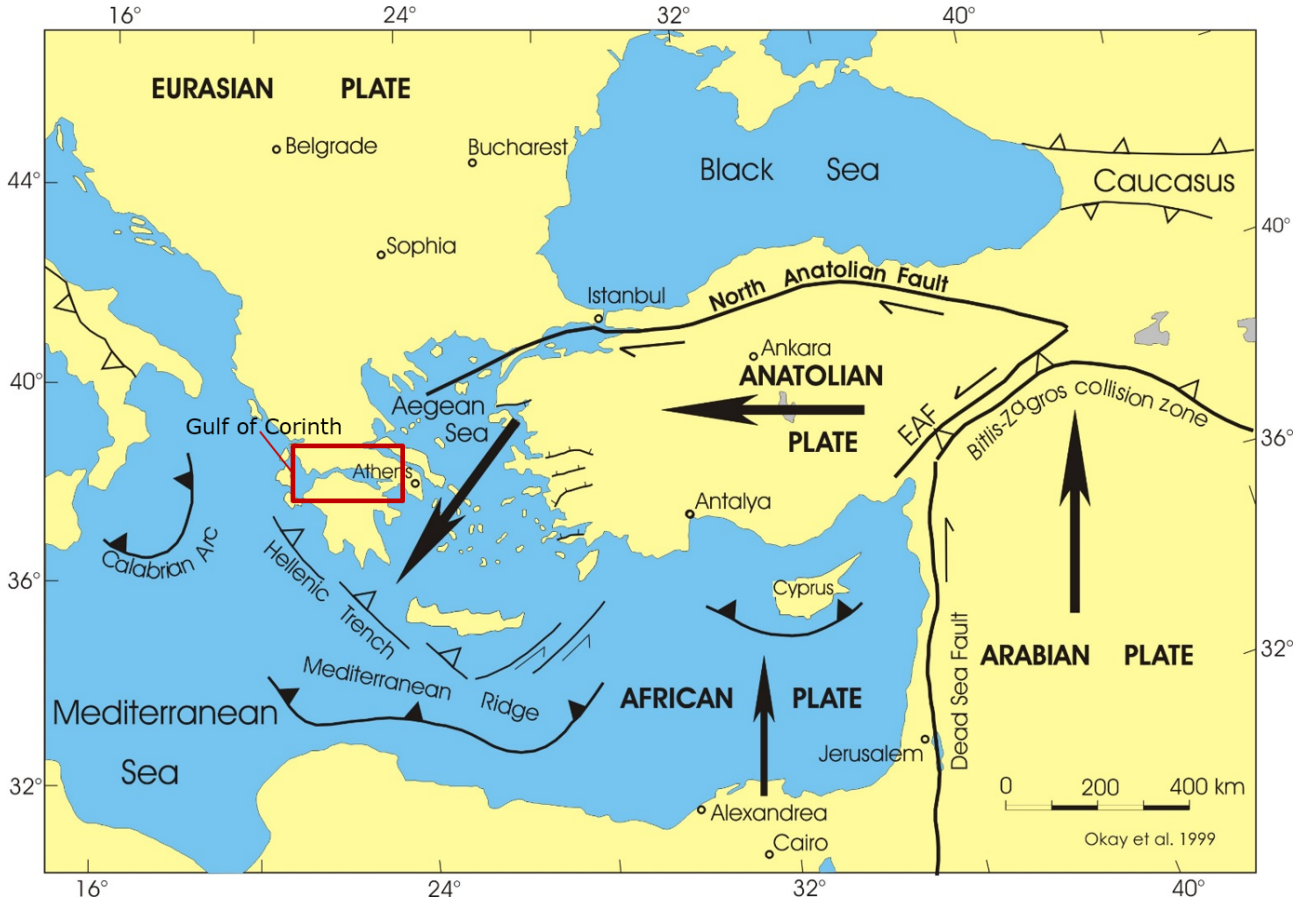 16°
24°
32°
40°
EURASIAN PLATE
Belgrade
Bucharest
Black Sea
Caucasus
44°
40°
Sophia
Istanbul
North Anatolian Fault
Ankara
ANATOLIAN
PLATE
40°
Aegean
Sea
EAF
Bitlis-Zagros collision zone
36°
Gulf of Corinth
Athens
Antalya
Calabrian Arc
36°
Hellenic
Trench
Cyprus
Mediterranean
Ridge
AFRICAN PLATE
Dead Sea Fault
ARABIAN PLATE
32°
Mediterranean
Sea
Jerusalem
32°
0 200 400 km
Alexandrea
Cairo
Okay et al. 1999
16°
24°
32°
40°